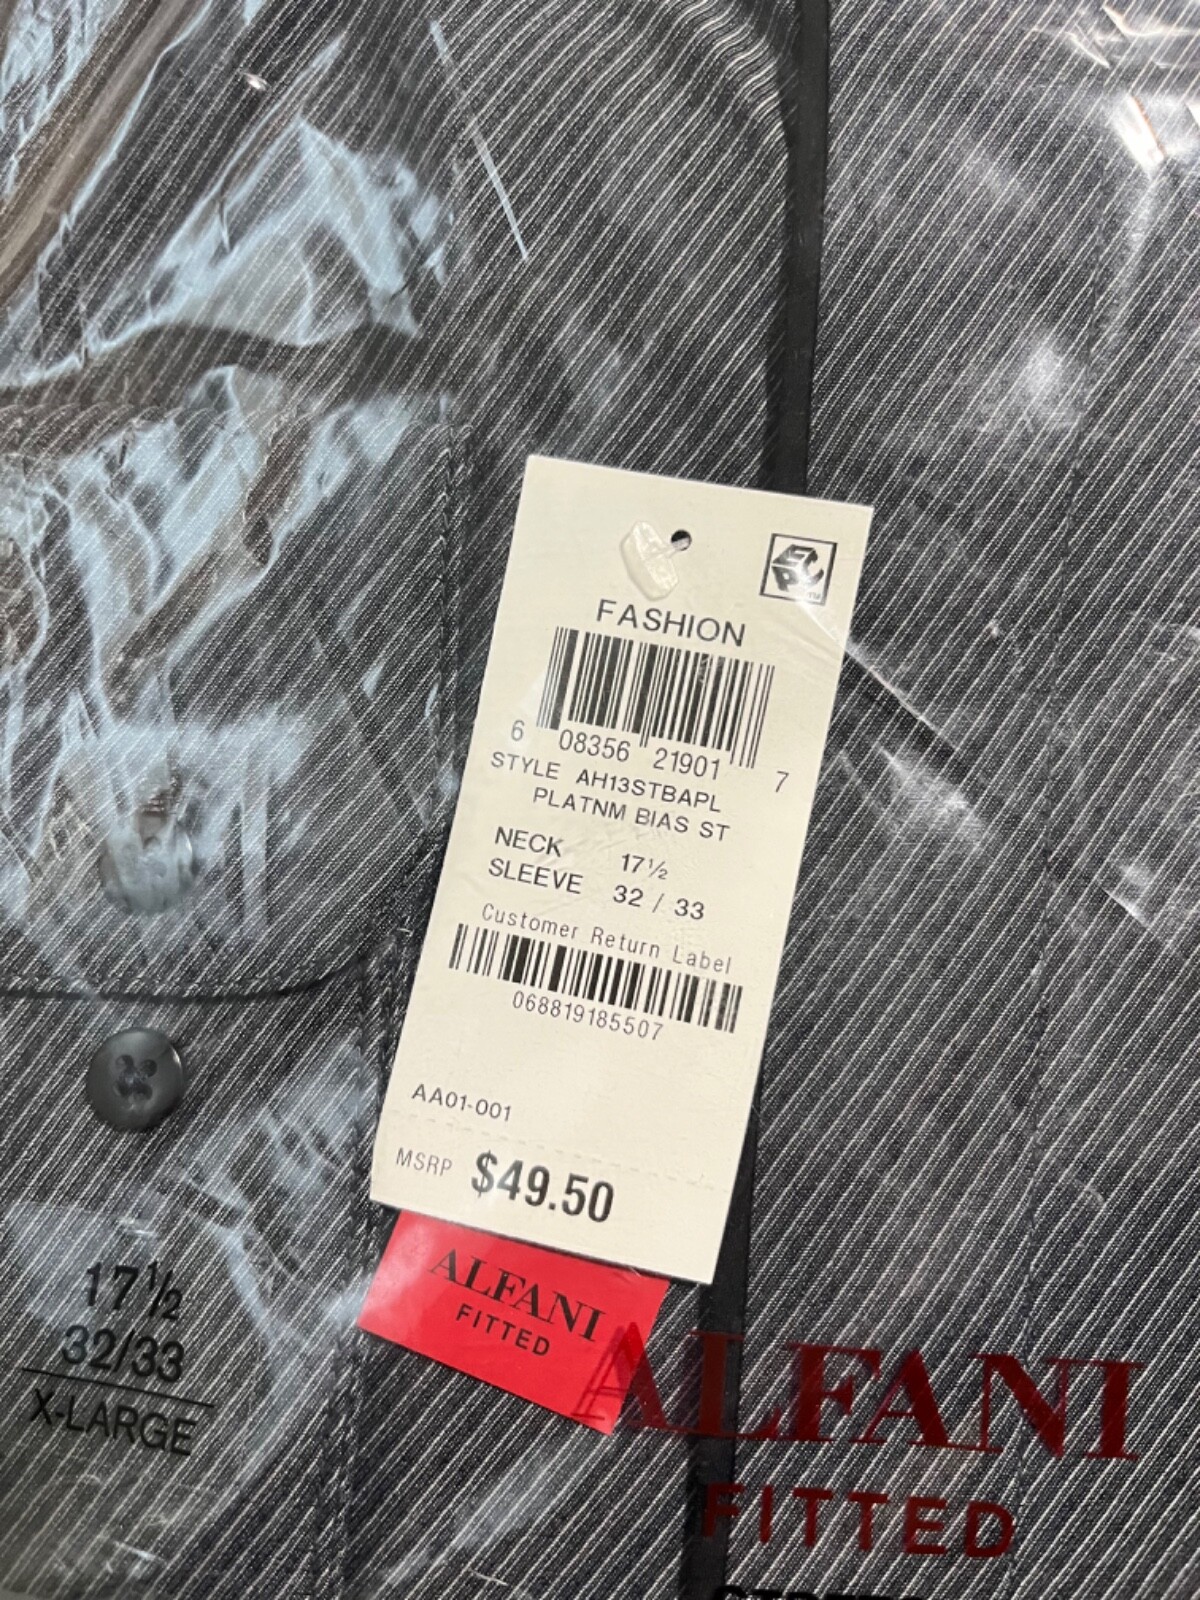 FASHION
6 08356 21901 7
STYLE AH13STBAPL
PLATNM BIAS ST
NECK 17½
SLEEVE 32 / 33
Customer Return Label
068819185507
AA01-001
MSRP $49.50
ALFANI
FITTED
17½
32/33
X-LARGE
ALFANI
FITTED